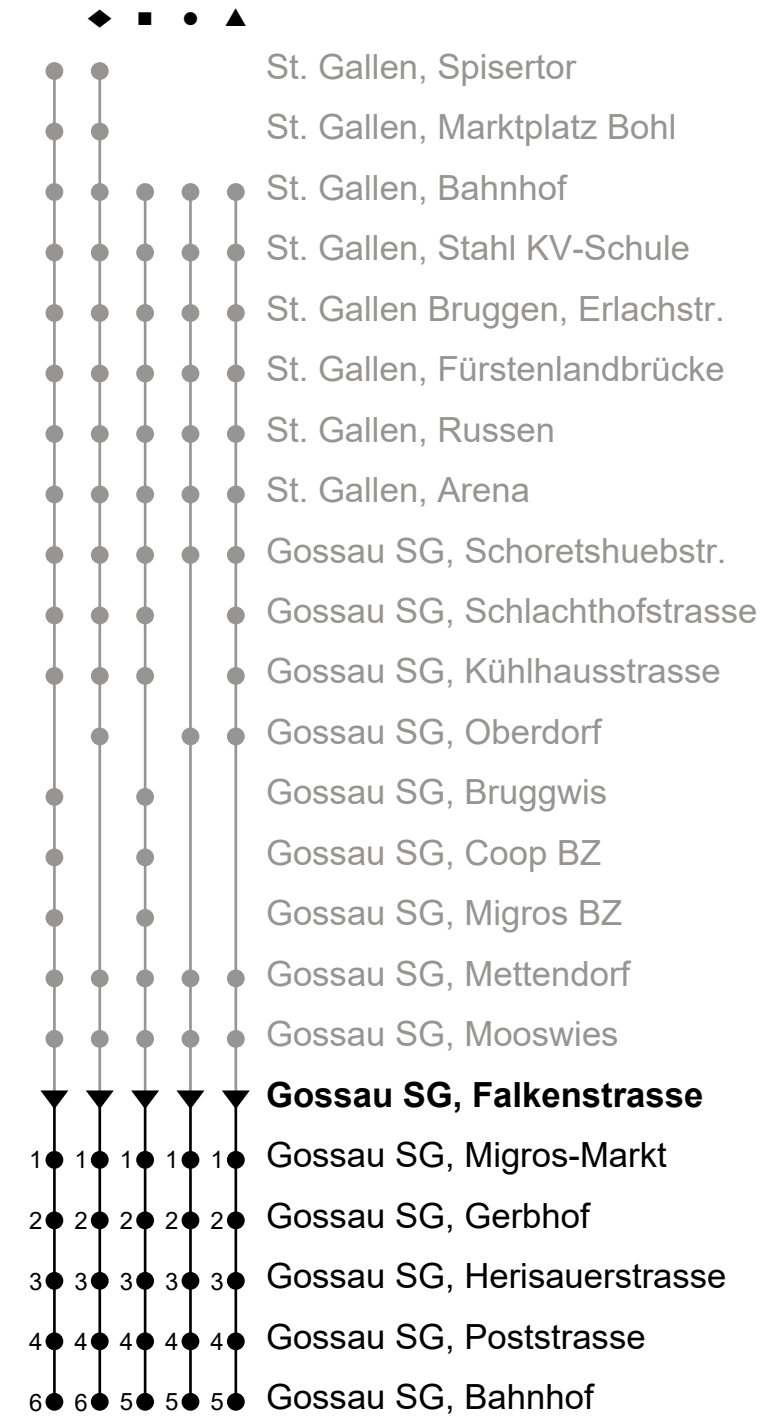 St. Gallen, Spisertor
St. Gallen, Marktplatz Bohl
St. Gallen, Bahnhof
St. Gallen, Stahl KV-Schule
St. Gallen Bruggen, Erlachstr.
St. Gallen, Fürstenlandbrücke
St. Gallen, Russen
St. Gallen, Arena
Gossau SG, Schoretshuebstr.
Gossau SG, Schlachthofstrasse
Gossau SG, Kühlhausstrasse
Gossau SG, Oberdorf
Gossau SG, Bruggwis
Gossau SG, Coop BZ
Gossau SG, Migros BZ
Gossau SG, Mettendorf
Gossau SG, Mooswies
Gossau SG, Falkenstrasse
1 1 1 1 1 Gossau SG, Migros-Markt
2 2 2 2 2 Gossau SG, Gerbhof
3 3 3 3 3 Gossau SG, Herisauerstrasse
4 4 4 4 4 Gossau SG, Poststrasse
6 6 5 5 5 Gossau SG, Bahnhof